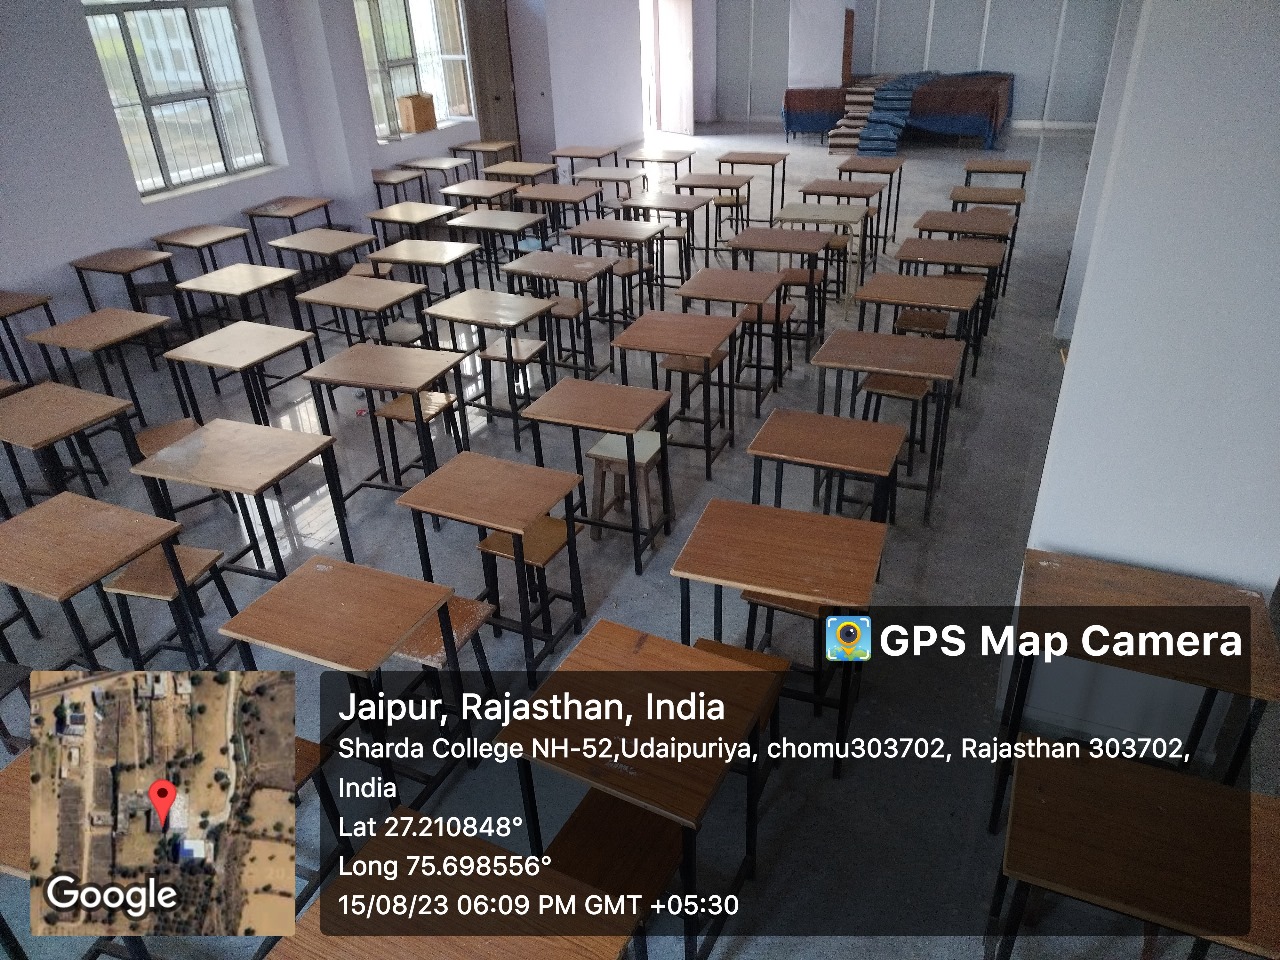 GPS Map Camera
Jaipur, Rajasthan, India
Sharda College NH-52,Udaipuriya, chomu303702, Rajasthan 303702,
India
Lat 27.210848°
Long 75.698556°
15/08/23 06:09 PM GMT +05:30
Google